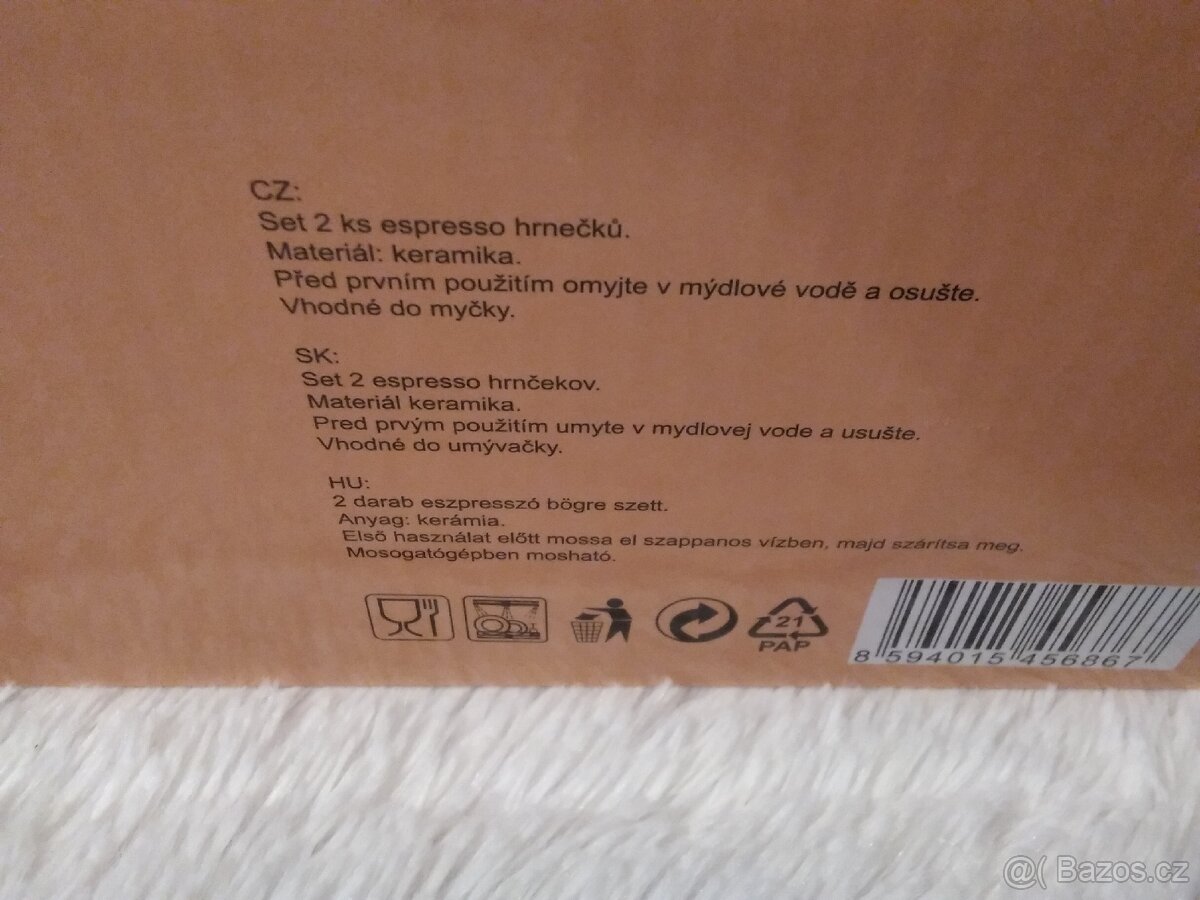 CZ:
Set 2 ks espresso hrnečků.
Materiál: keramika.
Před prvním použitím omyjte v mýdlové vodě a osušte.
Vhodné do myčky.
SK:
Set 2 espresso hrnčekov.
Materiál keramika.
Pred prvým použitím umyte v mydlovej vode a usušte.
Vhodné do umývačky.
HU:
2 darab eszpresszó bögre szett.
Anyag: kerámia.
Első használat előtt mossa el szappanos vízben, majd szárítsa meg.
Mosogatógépben mosható.
21
PAP
8 594015 456867
@( Bazos.cz